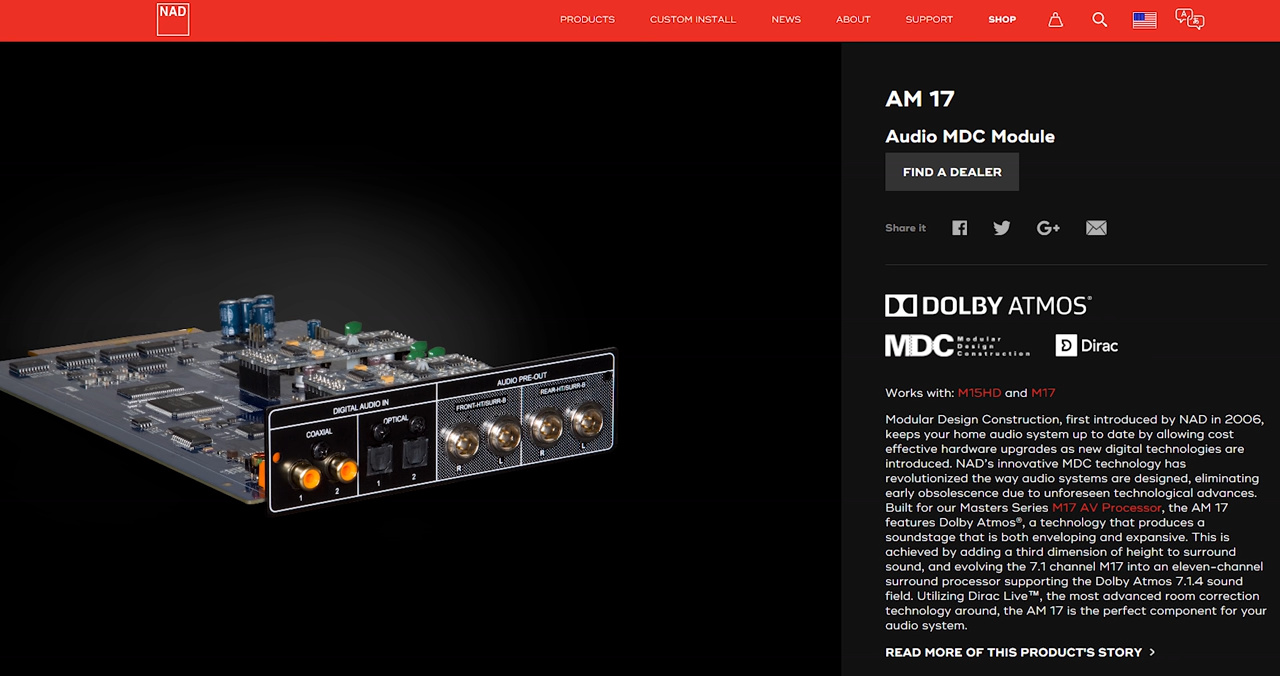 NAD
PRODUCTS
CUSTOM INSTALL
NEWS
ABOUT
SUPPORT
SHOP
AM 17
Audio MDC Module
FIND A DEALER
Share it
G+
DOLBY ATMOS®
MDC Modular
Design
Construction
Dirac
Works with: M15HD and M17
Modular Design Construction, first introduced by NAD in 2006,
keeps your home audio system up to date by allowing cost
effective hardware upgrades as new digital technologies are
introduced. NAD's innovative MDC technology has
revolutionized the way audio systems are designed, eliminating
early obsolescence due to unforeseen technological advances.
Built for our Masters Series M17 AV Processor, the AM 17
features Dolby Atmos®, a technology that produces a
soundstage that is both enveloping and expansive. This is
achieved by adding a third dimension of height to surround
sound, and evolving the 7.1 channel M17 into an eleven-channel
surround processor supporting the Dolby Atmos 7.1.4 sound
field. Utilizing Dirac Live™, the most advanced room correction
technology around, the AM 17 is the perfect component for your
audio system.
READ MORE OF THIS PRODUCT'S STORY >
DIGITAL AUDIO IN
COAXIAL
1 2
OPTICAL
1 2
AUDIO PRE-OUT
FRONT-HT/SURR-B
R L
REAR-HT/SURR-B
R L